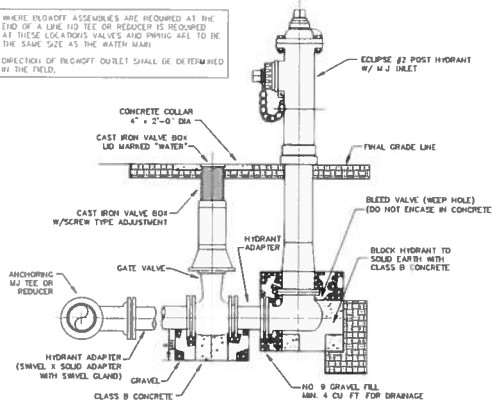 WHERE BLOWOFF ASSEMBLIES ARE REQUIRED AT THE
END OF A LINE NO TEE OR REDUCER IS REQUIRED
AT THESE LOCATIONS VALVES AND PIPING ARE TO BE
THE SAME SIZE AS THE WATER MAIN
DIRECTION OF BLOWOFF OUTLET SHALL BE DETERMINED
IN THE FIELD.
ECLIPSE #2 POST HYDRANT
W/ M J INLET
CONCRETE COLLAR
4" x 2'-0" DIA
CAST IRON VALVE BOX
LID MARKED "WATER"
FINAL GRADE LINE
CAST IRON VALVE BOX
W/SCREW TYPE ADJUSTMENT
BLEED VALVE (WEEP HOLE)
(DO NOT ENCASE IN CONCRETE
HYDRANT
ADAPTER
BLOCK HYDRANT TO
SOLID EARTH WITH
CLASS B CONCRETE
GATE VALVE
ANCHORING
MJ TEE OR
REDUCER
HYDRANT ADAPTER
(SWIVEL X SOLID ADAPTER
WITH SWIVEL GLAND)
GRAVEL
CLASS B CONCRETE
NO 9 GRAVEL FILL
MIN. 4 CU FT FOR DRAINAGE